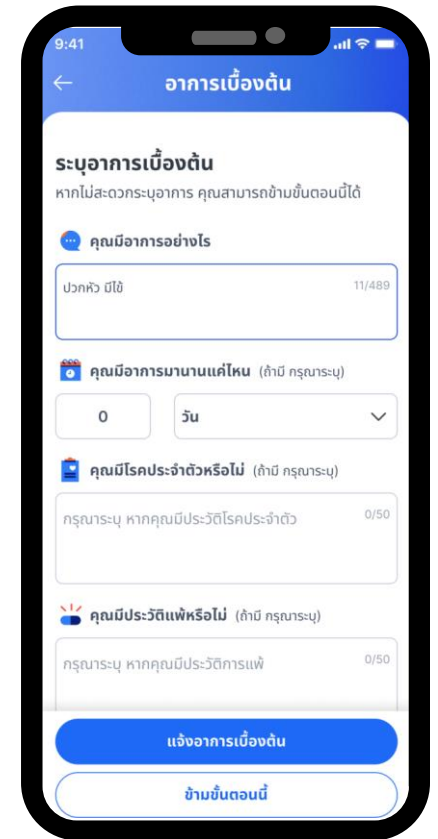 9:41
อาการเบื้องต้น
ระบุอาการเบื้องต้น
หากไม่สะดวกระบุอาการ คุณสามารถข้ามขั้นตอนนี้ได้
คุณมีอาการอย่างไร
ปวกหัว มีไข้ 11/489
คุณมีอาการมานานแค่ไหน (ถ้ามี กรุณาระบุ)
0 วัน
คุณมีโรคประจำตัวหรือไม่ (ถ้ามี กรุณาระบุ)
กรุณาระบุ หากคุณมีประวัติโรคประจำตัว 0/50
คุณมีประวัติแพ้หรือไม่ (ถ้ามี กรุณาระบุ)
กรุณาระบุ หากคุณมีประวัติการแพ้ 0/50
แจ้งอาการเบื้องต้น
ข้ามขั้นตอนนี้